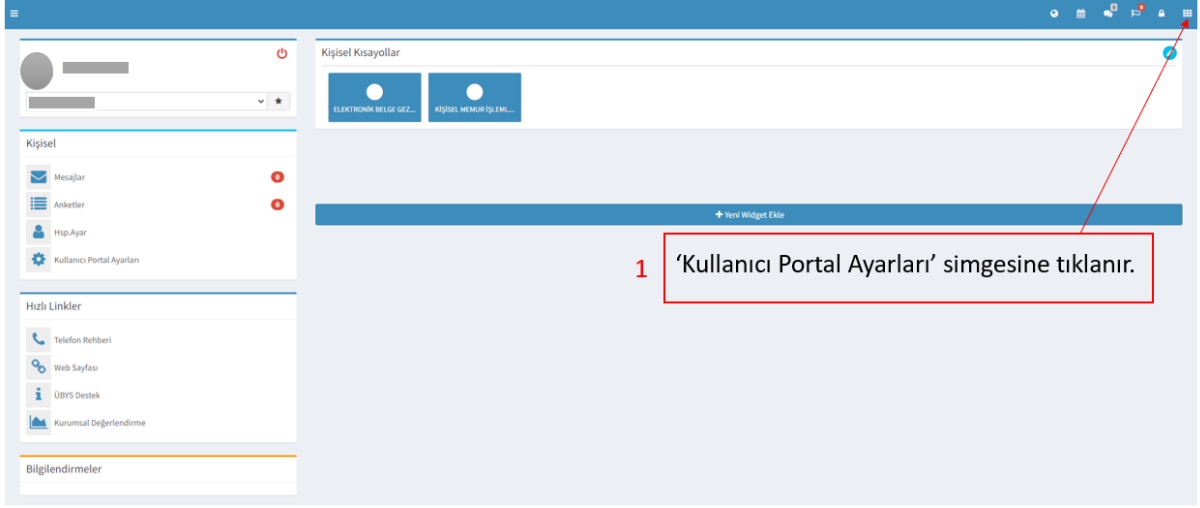 0
9
Kişisel Kısayollar
ELEKTRONİK BELGE GEZ...
KİŞİSEL MEMUR İŞLEML...
Kişisel
Mesajlar 0
Anketler 0
Hsp.Ayar
Kullanıcı Portal Ayarları
+ Yeni Widget Ekle
1 ‘Kullanıcı Portal Ayarları’ simgesine tıklanır.
Hızlı Linkler
Telefon Rehberi
Web Sayfası
ÜBYS Destek
Kurumsal Değerlendirme
Bilgilendirmeler